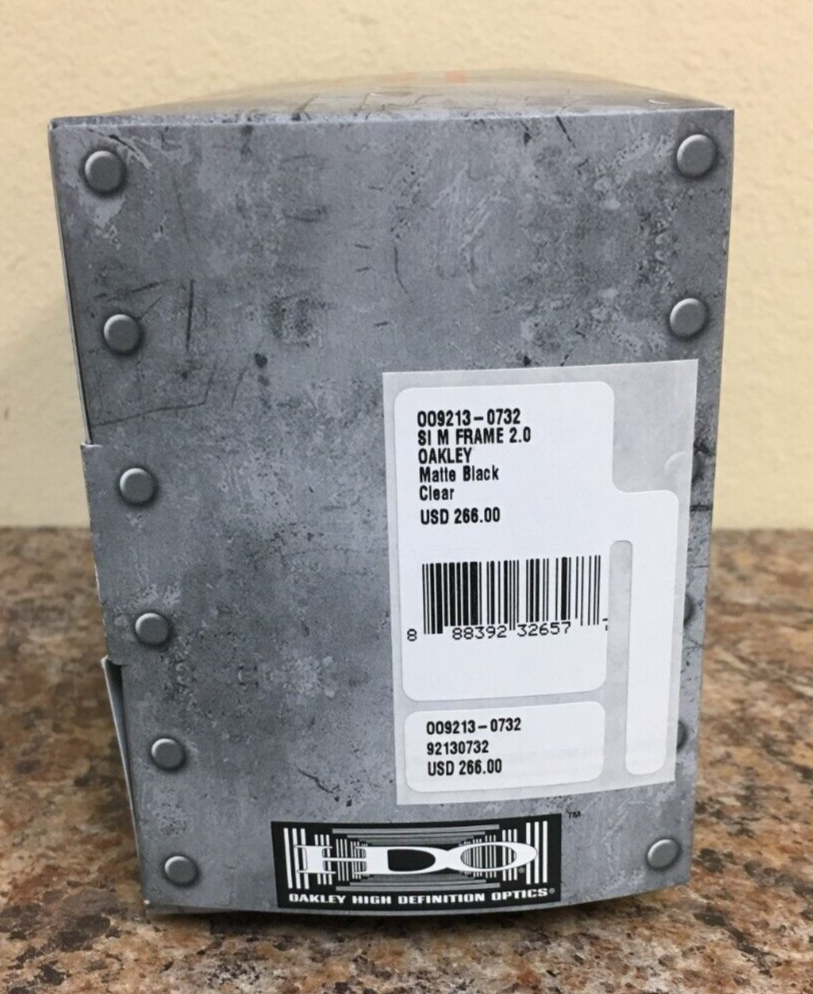 OO9213-0732
SI M FRAME 2.0
OAKLEY
Matte Black
Clear
USD 266.00
8 88392 32657
OO9213-0732
92130732
USD 266.00
HDO™
OAKLEY HIGH DEFINITION OPTICS®